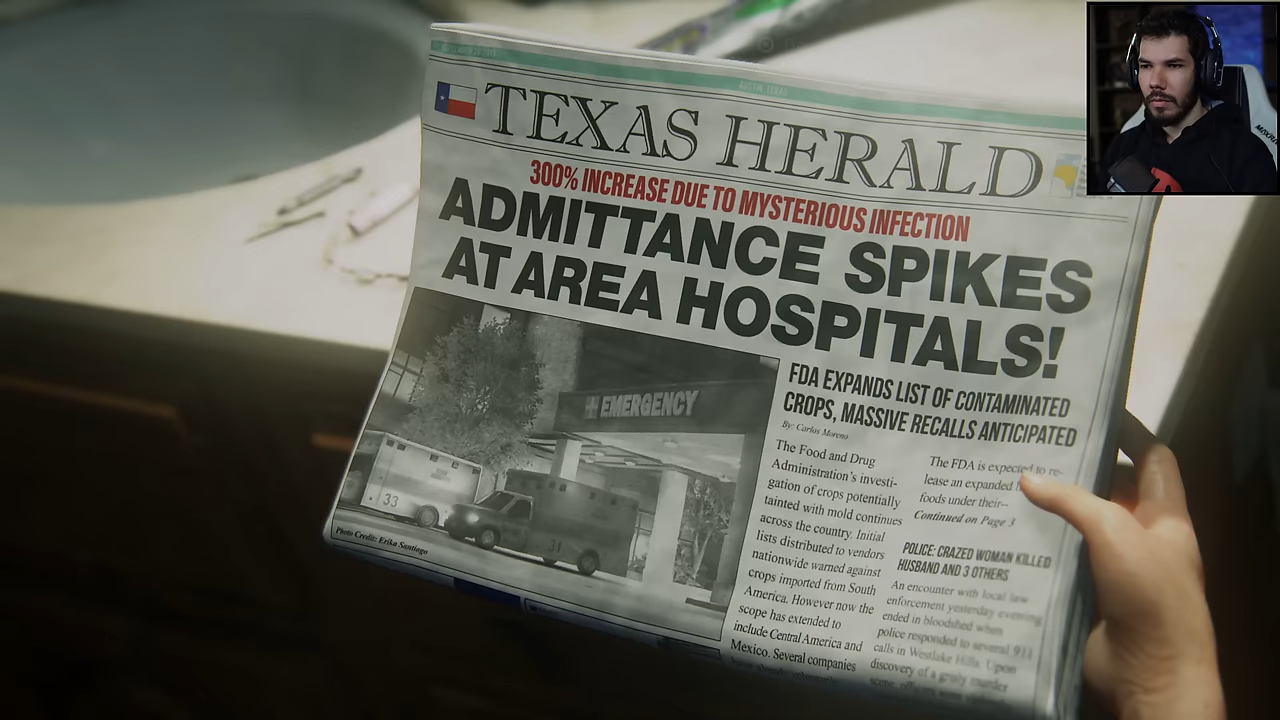 AUSTIN, TEXAS
TEXAS HERALD
300% INCREASE DUE TO MYSTERIOUS INFECTION
ADMITTANCE SPIKES
AT AREA HOSPITALS!
EMERGENCY
33
31
Photo Credit: Erika Santiago
FDA EXPANDS LIST OF CONTAMINATED
CROPS, MASSIVE RECALLS ANTICIPATED
By: Carlos Moreno
The Food and Drug
Administration's investi-
gation of crops potentially
tainted with mold continues
across the country. Initial
lists distributed to vendors
nationwide warned against
crops imported from South
America. However now the
scope has extended to
include Central America and
Mexico. Several companies
The FDA is expected to re-
lease an expanded
foods under their--
Continued on Page 3
POLICE: CRAZED WOMAN KILLED
HUSBAND AND 3 OTHERS
An encounter with local law
enforcement yesterday evening
ended in bloodshed when
police responded to several 911
calls in Westlake Hills. Upon
discovery of a grisly murder